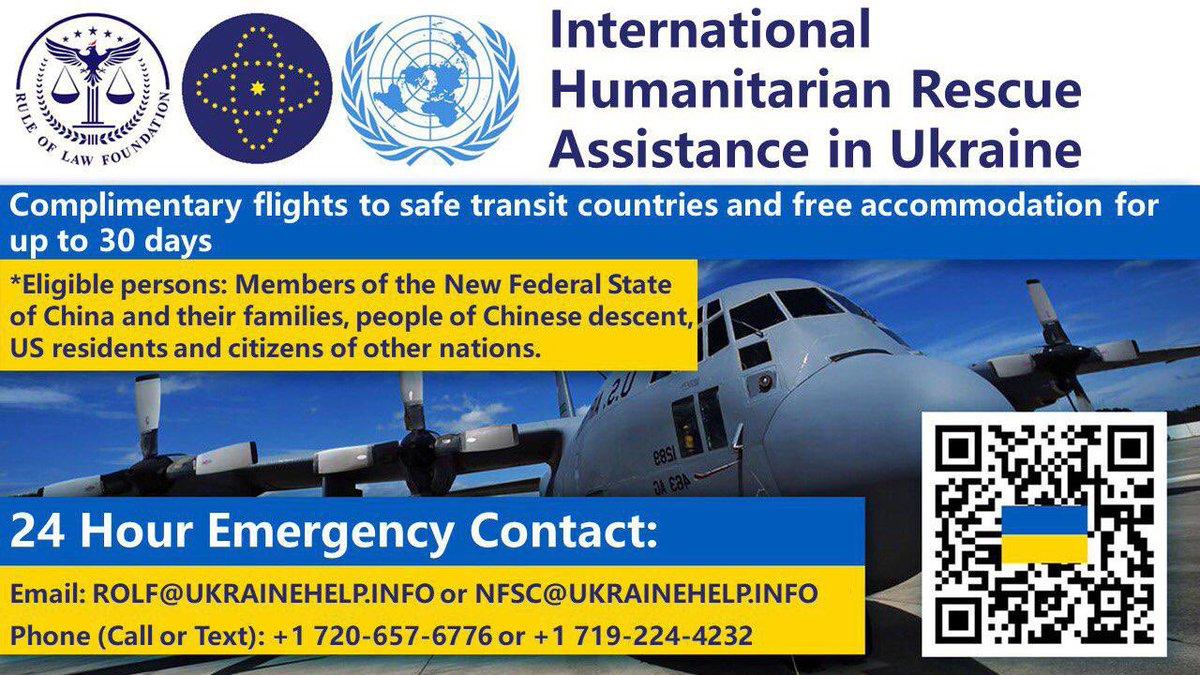 RULE OF LAW FOUNDATION
International
Humanitarian Rescue
Assistance in Ukraine
Complimentary flights to safe transit countries and free accommodation for
up to 30 days
*Eligible persons: Members of the New Federal State
of China and their families, people of Chinese descent,
US residents and citizens of other nations.
U.S. A
1589
463 AG
24 Hour Emergency Contact:
Email: ROLF@UKRAINEHELP.INFO or NFSC@UKRAINEHELP.INFO
Phone (Call or Text): +1 720-657-6776 or +1 719-224-4232